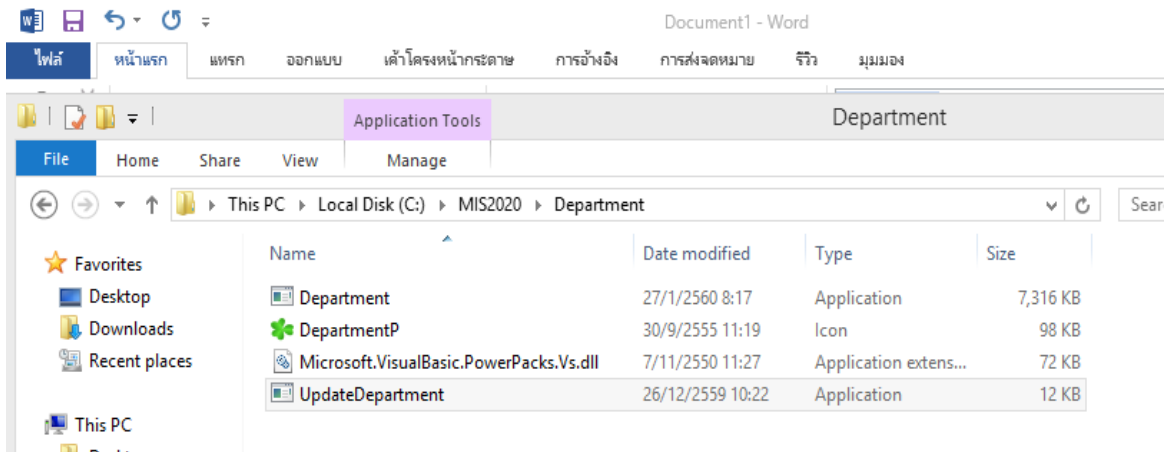 Document1 - Word
ไฟล์ หน้าแรก แทรก ออกแบบ เค้าโครงหน้ากระดาษ การอ้างอิง การส่งจดหมาย รีวิว มุมมอง
Application Tools Department
File Home Share View Manage
This PC Local Disk (C:) MIS2020 Department Sear
Name Date modified Type Size
Favorites
Desktop Department 27/1/2560 8:17 Application 7,316 KB
Downloads DepartmentP 30/9/2555 11:19 Icon 98 KB
Recent places Microsoft.VisualBasic.PowerPacks.Vs.dll 7/11/2550 11:27 Application extens... 72 KB
UpdateDepartment 26/12/2559 10:22 Application 12 KB
This PC